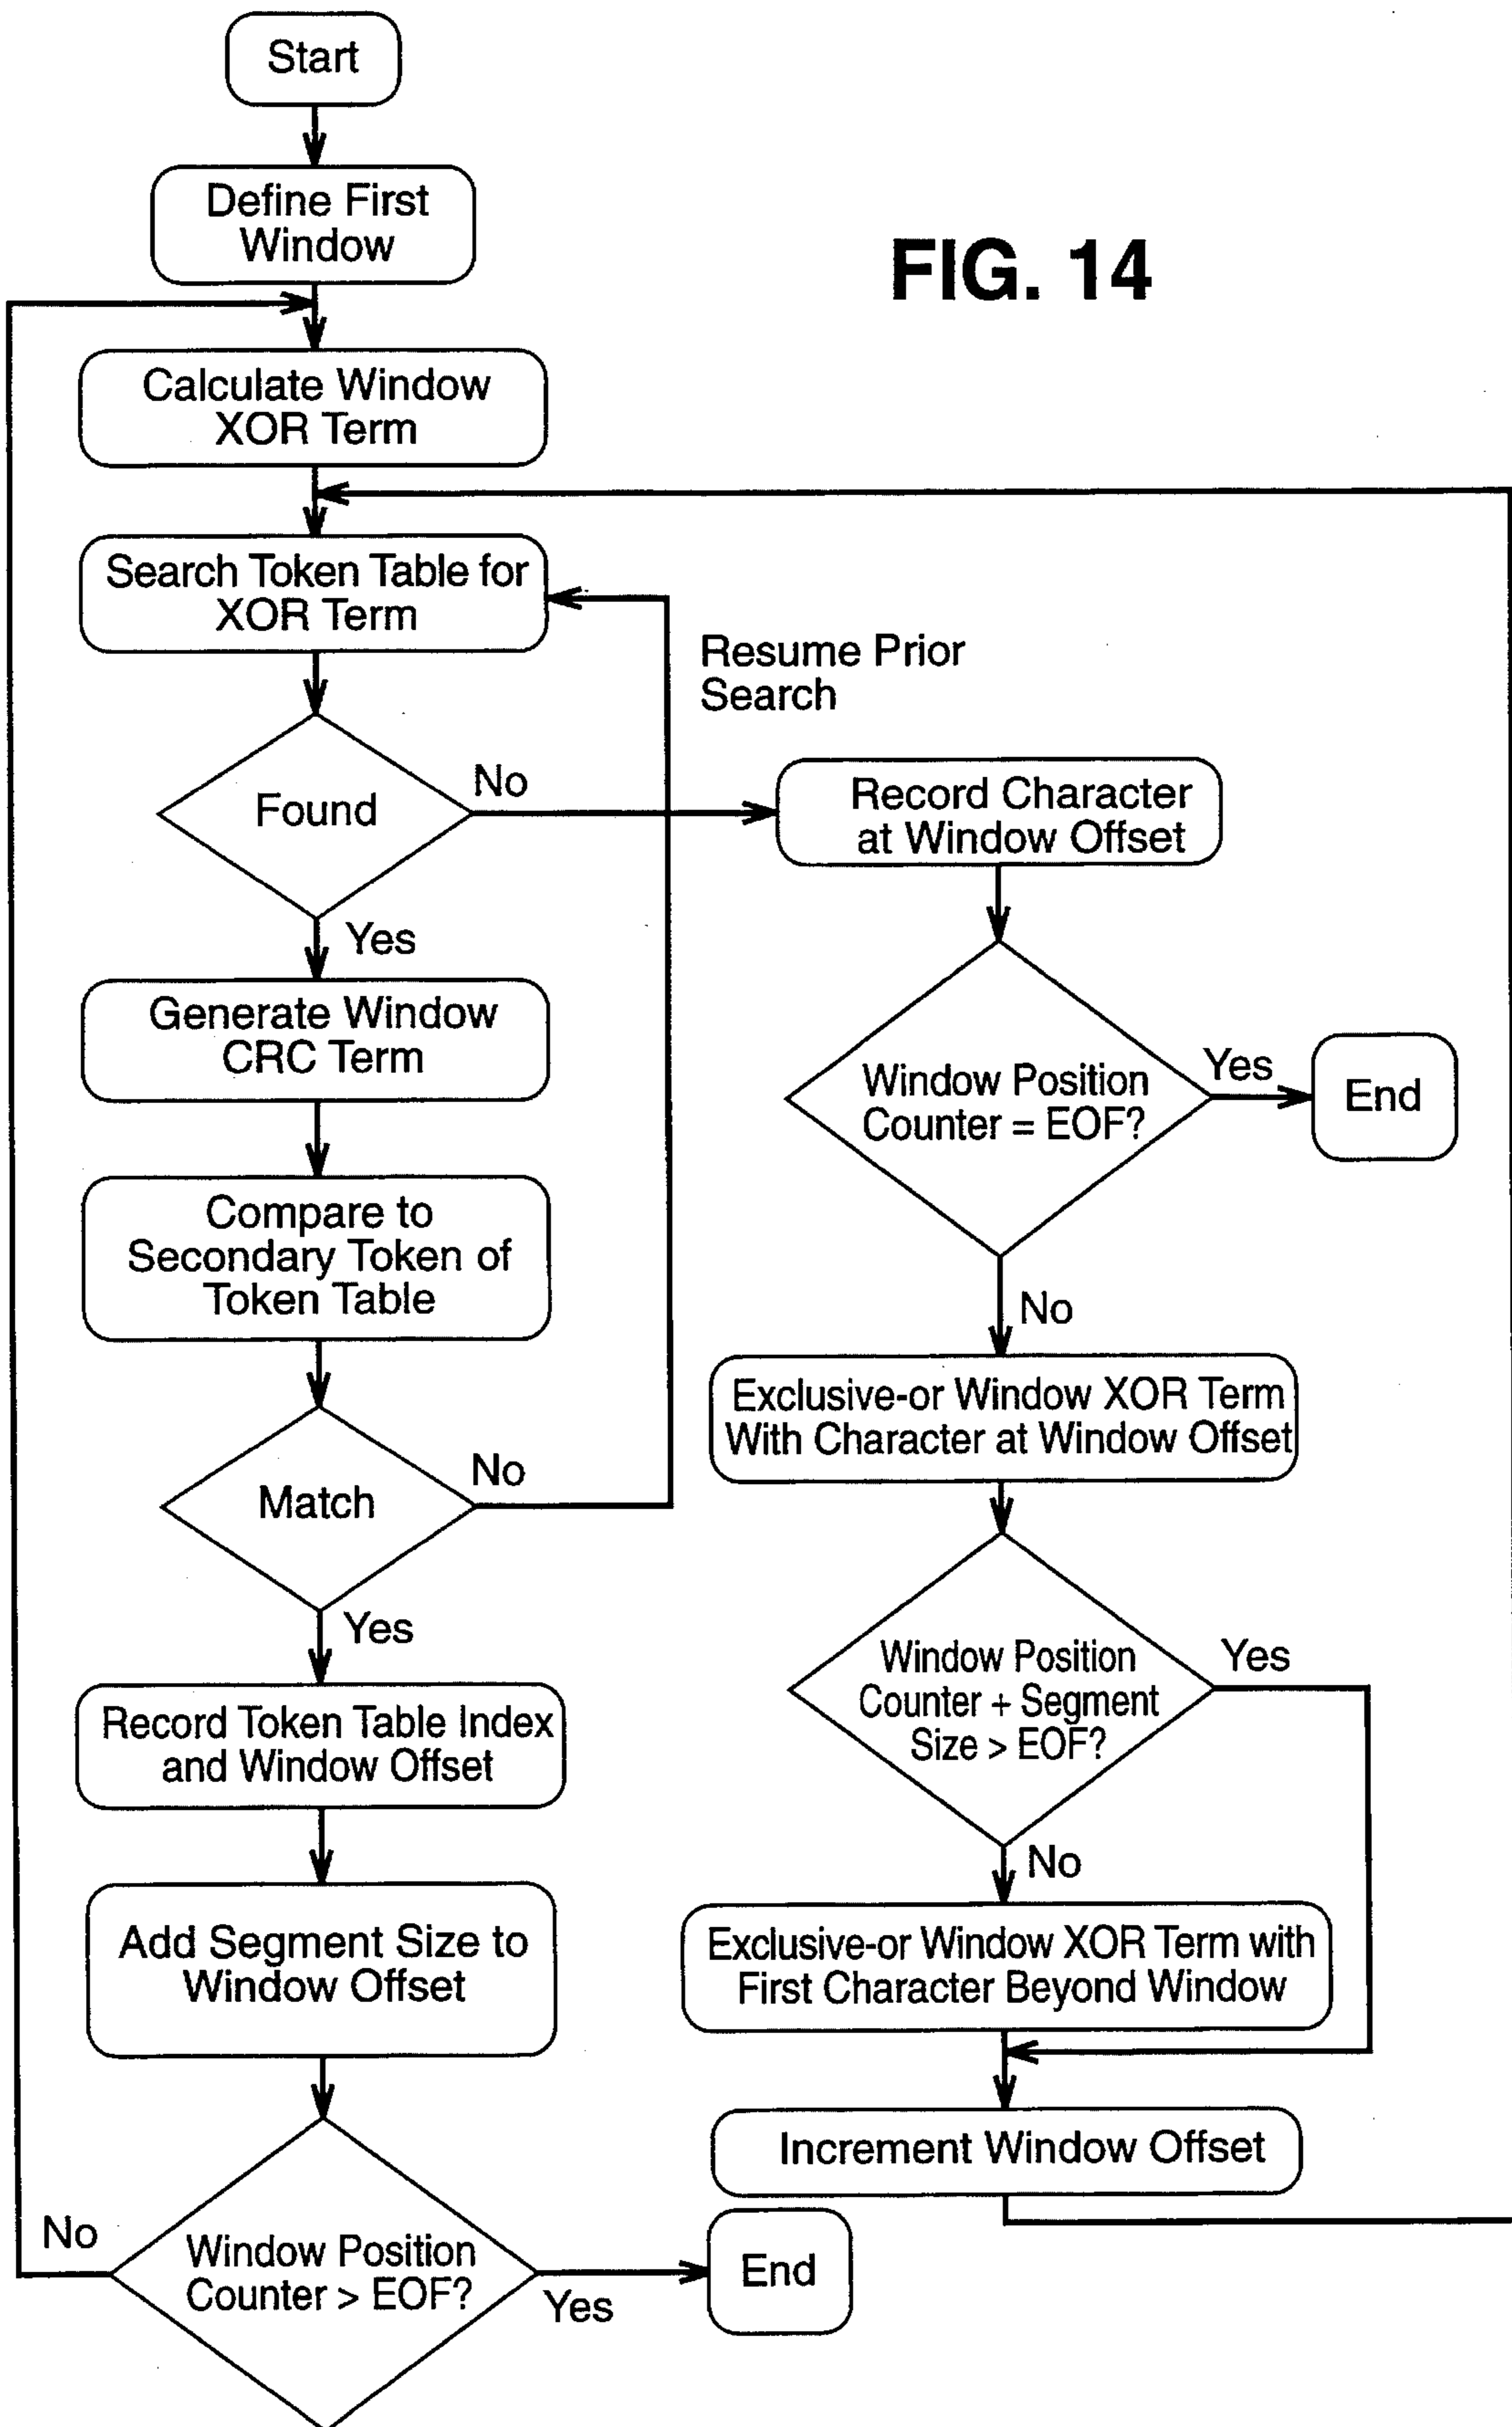 Start
Define First
Window
FIG. 14
Calculate Window
XOR Term
Search Token Table for
XOR Term
Resume Prior
Search
Found
No
Yes
Record Character
at Window Offset
Generate Window
CRC Term
Window Position
Counter = EOF?
Yes
End
No
Compare to
Secondary Token of
Token Table
Exclusive-or Window XOR Term
With Character at Window Offset
Match
No
Yes
Window Position
Counter + Segment
Size > EOF?
Yes
No
Record Token Table Index
and Window Offset
Exclusive-or Window XOR Term with
First Character Beyond Window
Add Segment Size to
Window Offset
Increment Window Offset
Window Position
Counter > EOF?
No
Yes
End